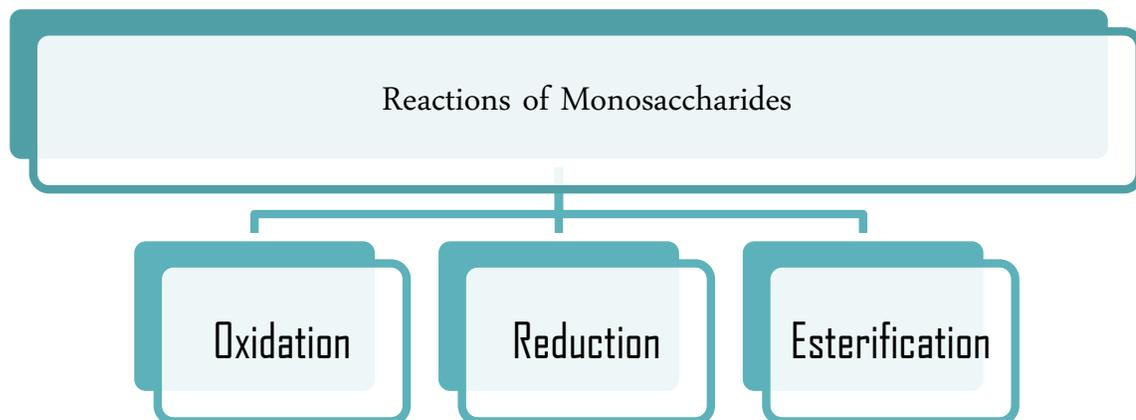 Reactions of Monosaccharides
Oxidation
Reduction
Esterification